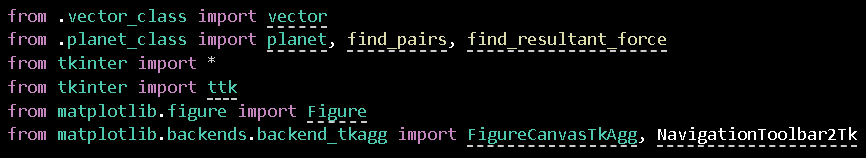 from .vector_class import vector
from .planet_class import planet, find_pairs, find_resultant_force
from tkinter import *
from tkinter import ttk
from matplotlib.figure import Figure
from matplotlib.backends.backend_tkagg import FigureCanvasTkAgg, NavigationToolbar2Tk